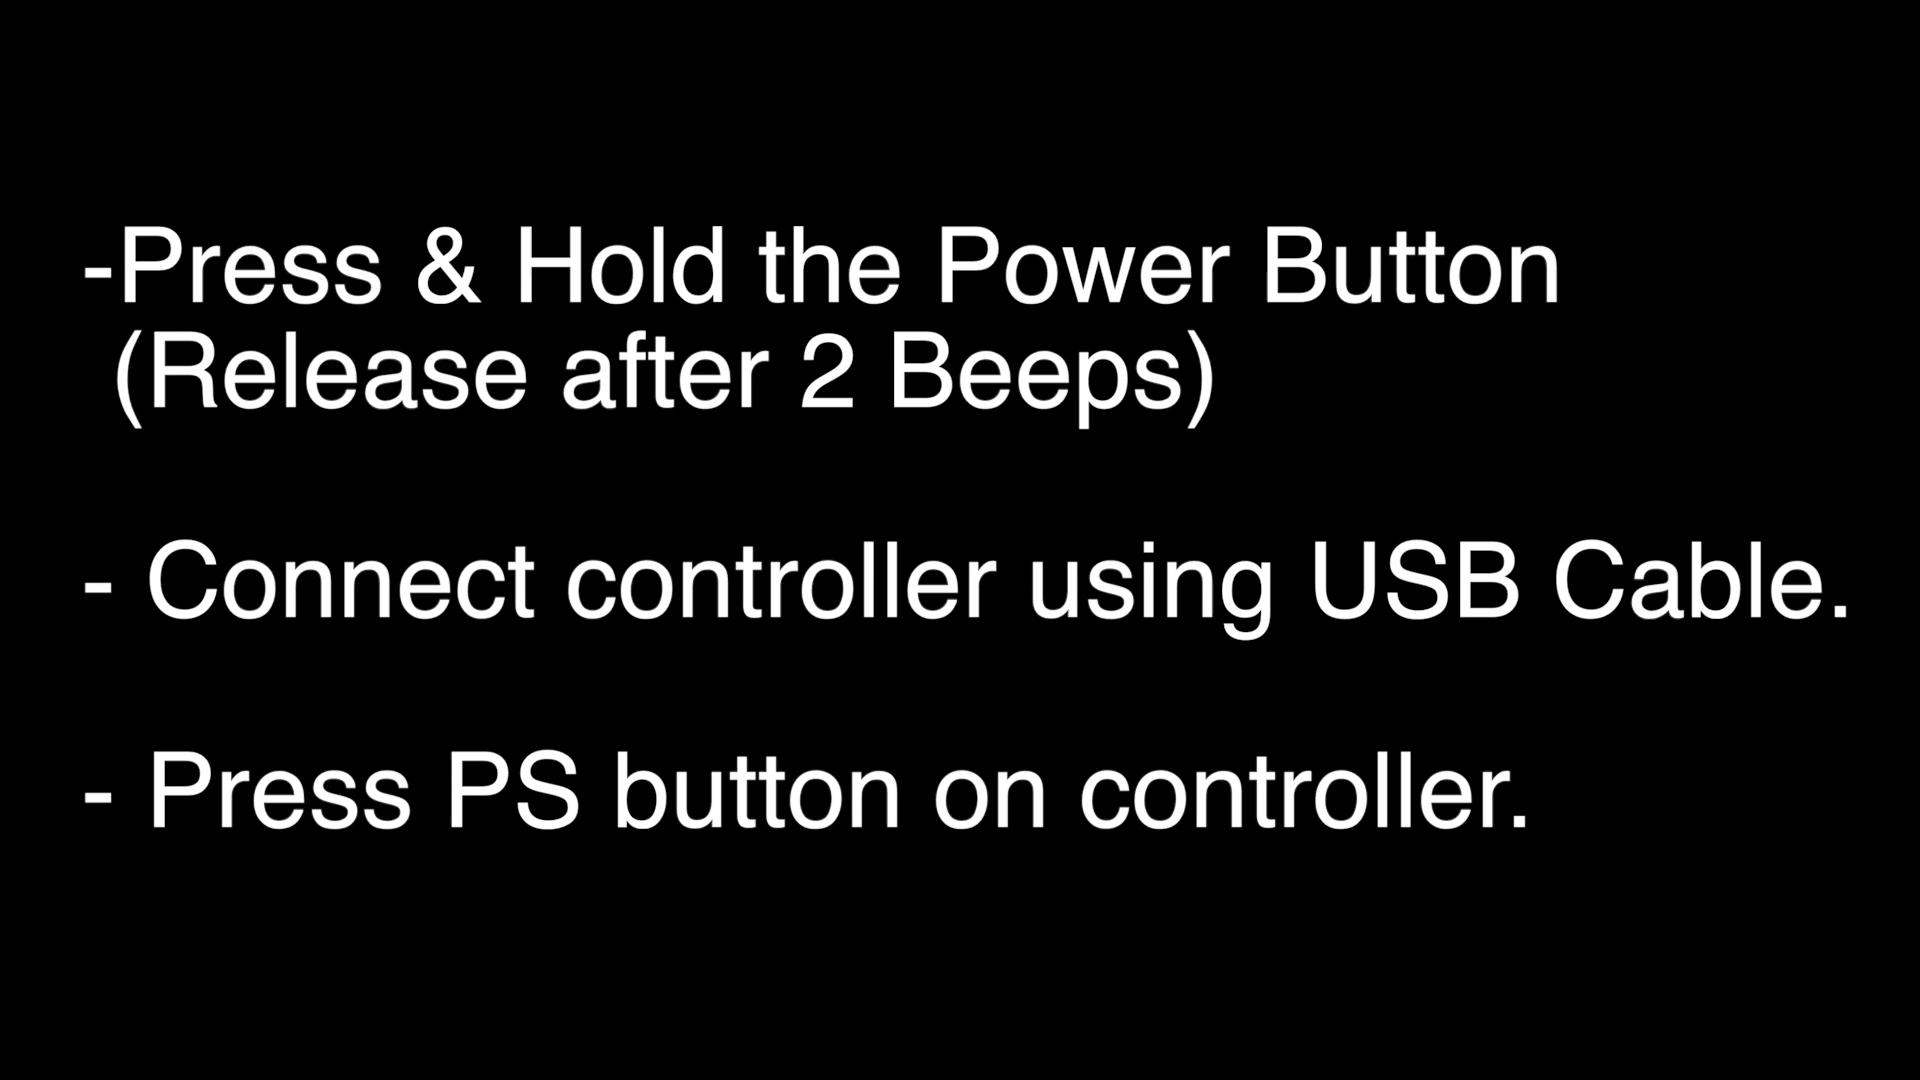 -Press & Hold the Power Button
(Release after 2 Beeps)
- Connect controller using USB Cable.
- Press PS button on controller.